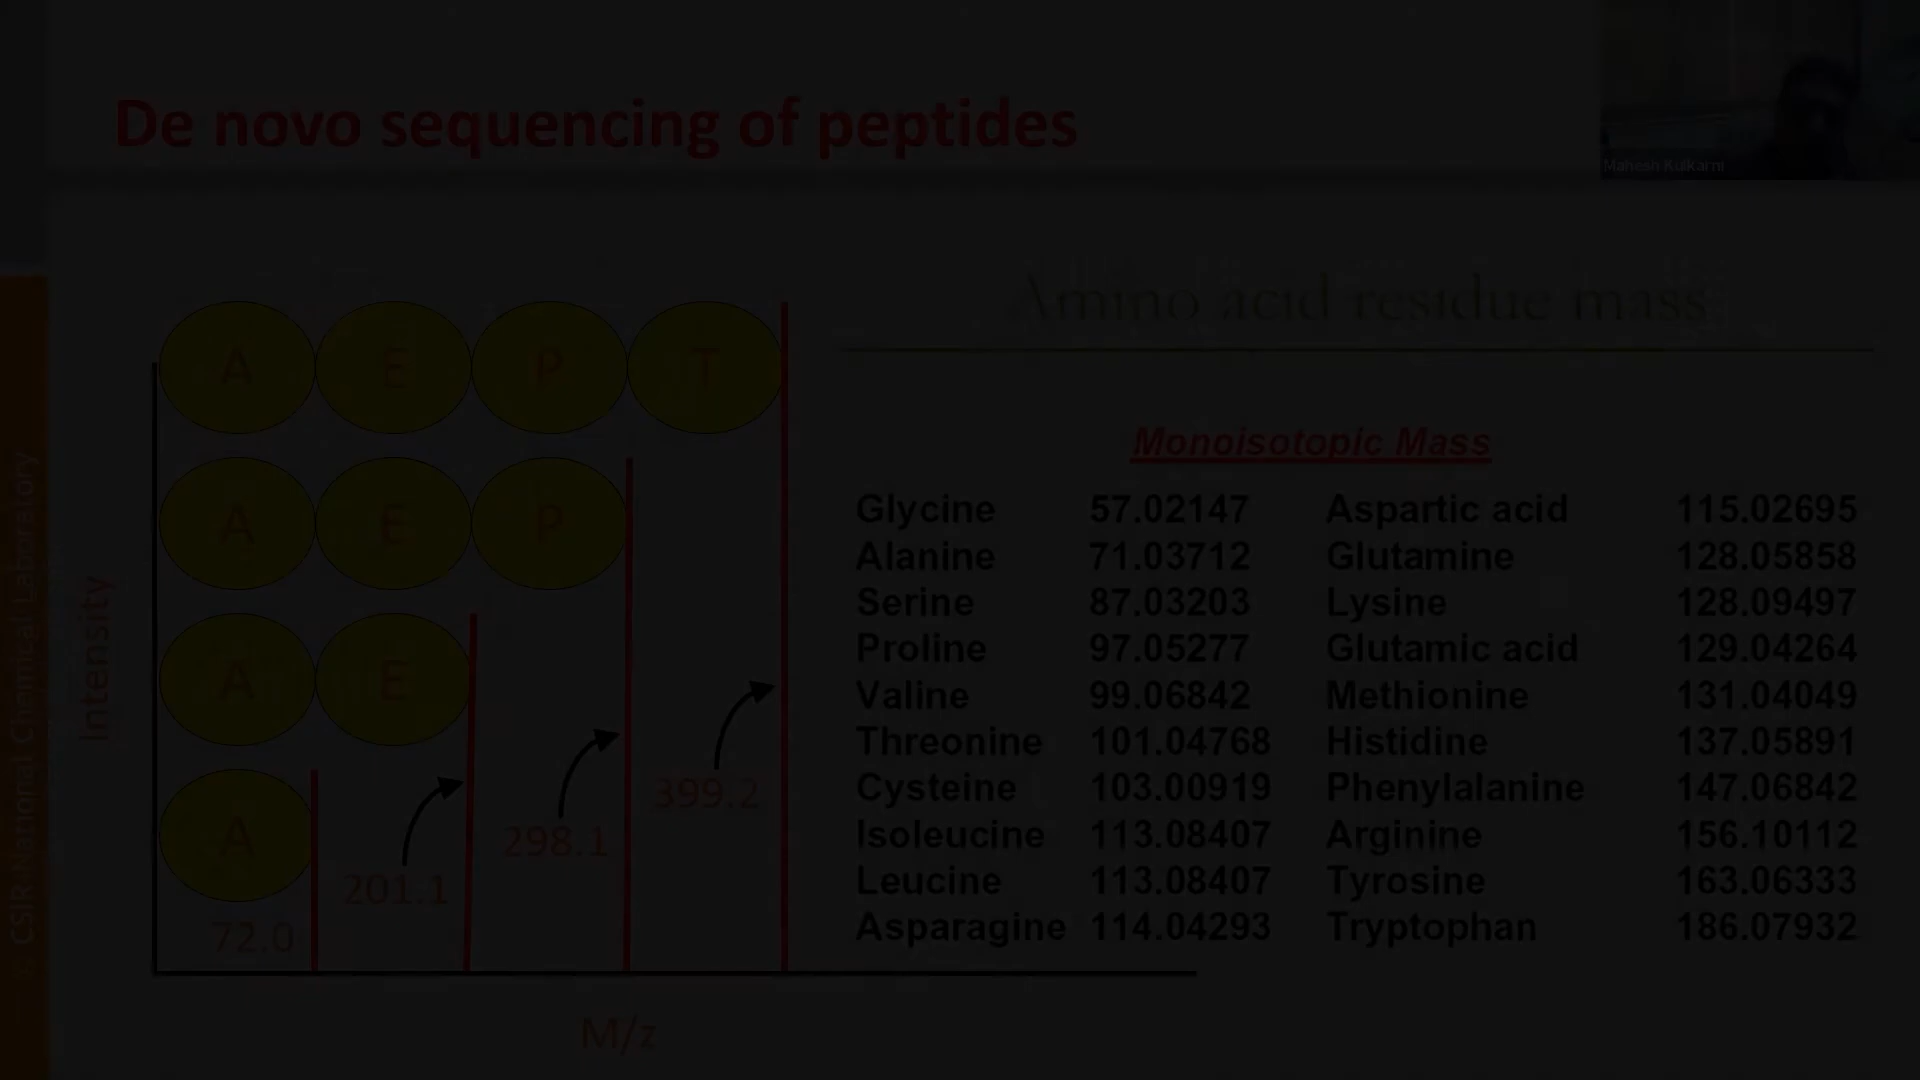 De novo sequencing of peptides
Mahesh Kulkarni
© CSIR-National Chemical Laboratory
Intensity
A E P T
A E P
A E
A
72.0
201.1
298.1
399.2
M/z
Amino acid residue mass
Monoisotopic Mass
Glycine 57.02147 Aspartic acid 115.02695
Alanine 71.03712 Glutamine 128.05858
Serine 87.03203 Lysine 128.09497
Proline 97.05277 Glutamic acid 129.04264
Valine 99.06842 Methionine 131.04049
Threonine 101.04768 Histidine 137.05891
Cysteine 103.00919 Phenylalanine 147.06842
Isoleucine 113.08407 Arginine 156.10112
Leucine 113.08407 Tyrosine 163.06333
Asparagine 114.04293 Tryptophan 186.07932